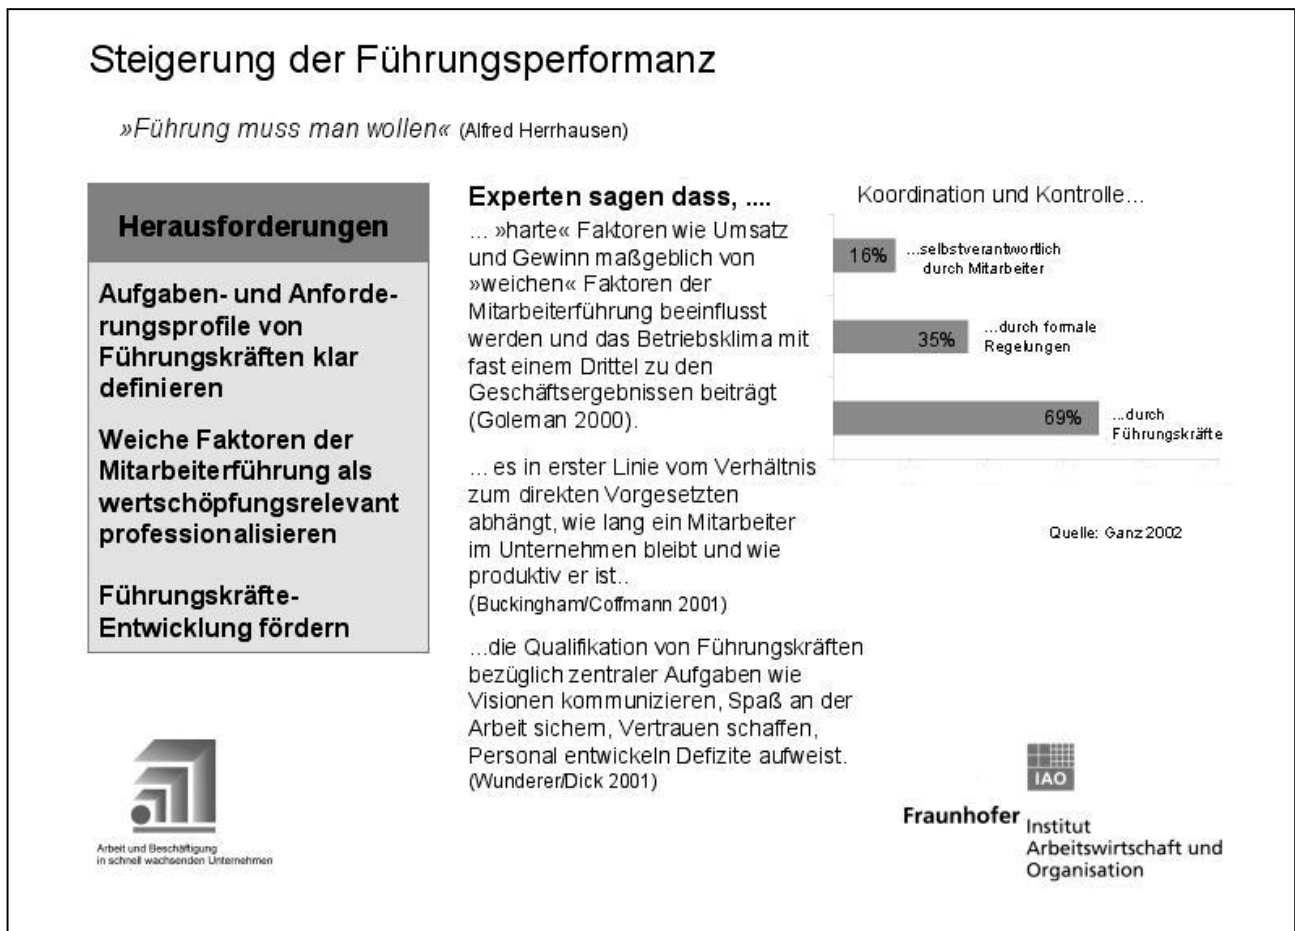 Steigerung der Führungsperformanz
»Führung muss man wollen« (Alfred Herrhausen)
Herausforderungen
Aufgaben- und Anforde-
rungsprofile von
Führungskräften klar
definieren
Weiche Faktoren der
Mitarbeiterführung als
wertschöpfungsrelevant
professionalisieren
Führungskräfte-
Entwicklung fördern
Experten sagen dass, ....
... »harte« Faktoren wie Umsatz
und Gewinn maßgeblich von
»weichen« Faktoren der
Mitarbeiterführung beeinflusst
werden und das Betriebsklima mit
fast einem Drittel zu den
Geschäftsergebnissen beiträgt
(Goleman 2000).
... es in erster Linie vom Verhältnis
zum direkten Vorgesetzten
abhängt, wie lang ein Mitarbeiter
im Unternehmen bleibt und wie
produktiv er ist..
(Buckingham/Coffmann 2001)
...die Qualifikation von Führungskräften
bezüglich zentraler Aufgaben wie
Visionen kommunizieren, Spaß an der
Arbeit sichern, Vertrauen schaffen,
Personal entwickeln Defizite aufweist.
(Wunderer/Dick 2001)
Koordination und Kontrolle...
16%
...selbstverantwortlich
durch Mitarbeiter
35%
...durch formale
Regelungen
69%
...durch
Führungskräfte
Quelle: Ganz 2002
Arbeit und Beschäftigung
in schnell wachsenden Unternehmen
IAO
Fraunhofer
Institut
Arbeitswirtschaft und
Organisation